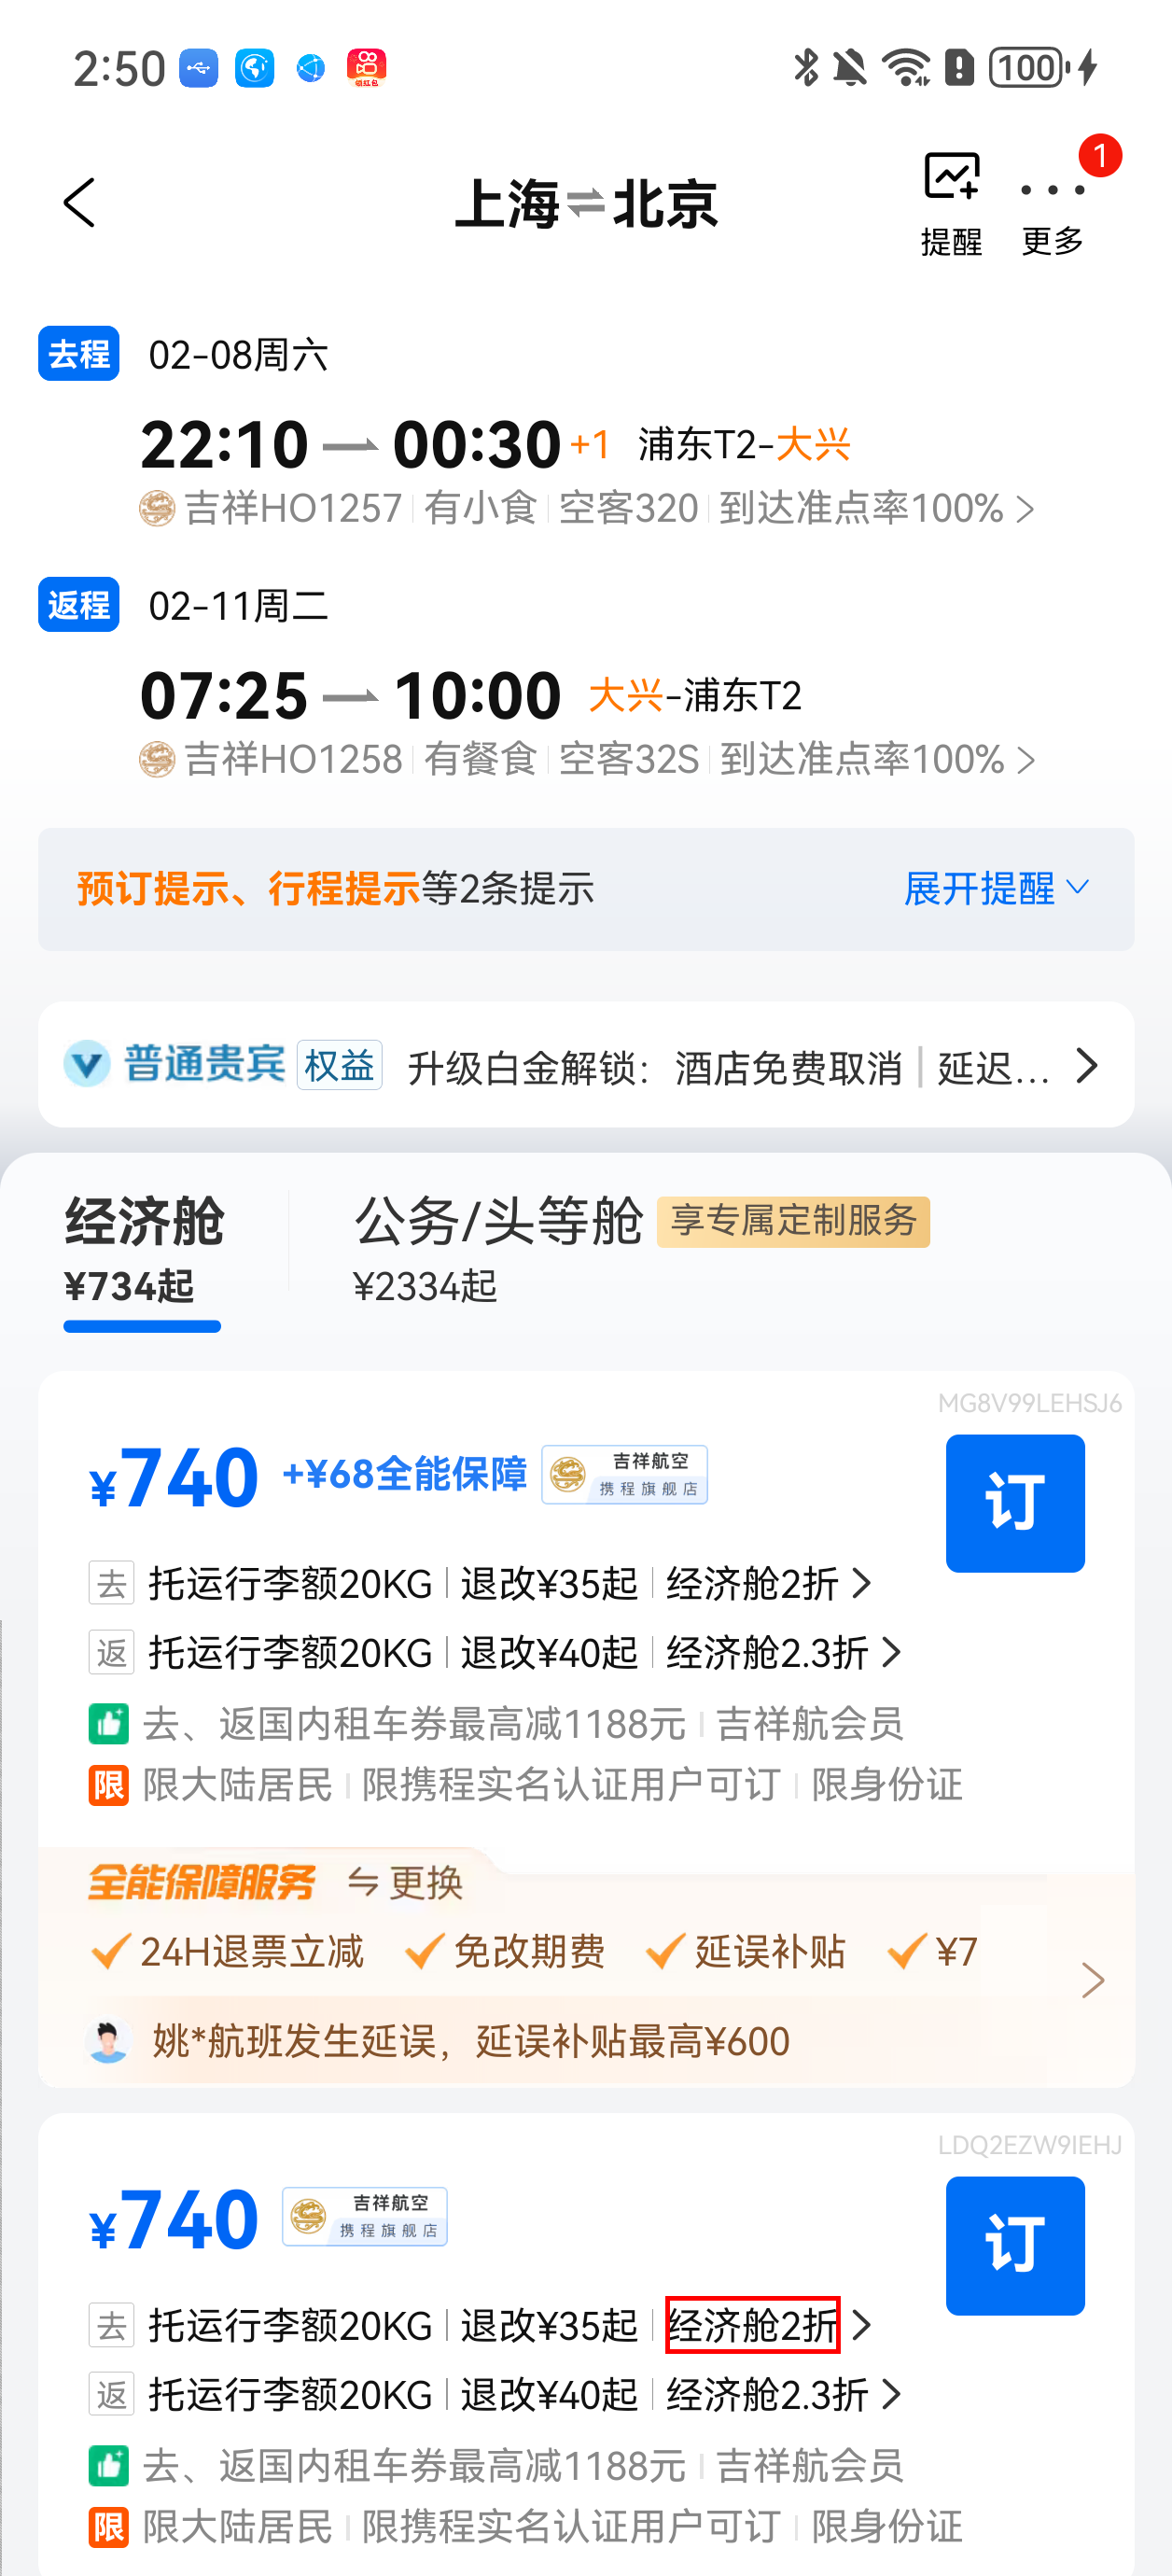 2:50
领红包
100
上海⇌北京
1
提醒 更多
去程 02-08周六
22:10 00:30 +1 浦东T2-大兴
吉祥HO1257 有小食 空客320 到达准点率100%
返程 02-11周二
07:25 10:00 大兴-浦东T2
吉祥HO1258 有餐食 空客32S 到达准点率100%
预订提示、行程提示等2条提示 展开提醒
普通贵宾 权益 升级白金解锁：酒店免费取消 | 延迟...
经济舱 公务/头等舱 享专属定制服务
¥734起 ¥2334起
MG8V99LEHSJ6
¥740 +¥68全能保障 吉祥航空 携程旗舰店 订
去 托运行李额20KG 退改¥35起 经济舱2折
返 托运行李额20KG 退改¥40起 经济舱2.3折
去、返国内租车券最高减1188元 吉祥航会员
限 限大陆居民 限携程实名认证用户可订 限身份证
全能保障服务 更换
24H退票立减 免改期费 延误补贴 ¥7
姚*航班发生延误，延误补贴最高¥600
LDQ2EZW9IEHJ
¥740 吉祥航空 携程旗舰店 订
去 托运行李额20KG 退改¥35起 经济舱2折
返 托运行李额20KG 退改¥40起 经济舱2.3折
去、返国内租车券最高减1188元 吉祥航会员
限 限大陆居民 限携程实名认证用户可订 限身份证